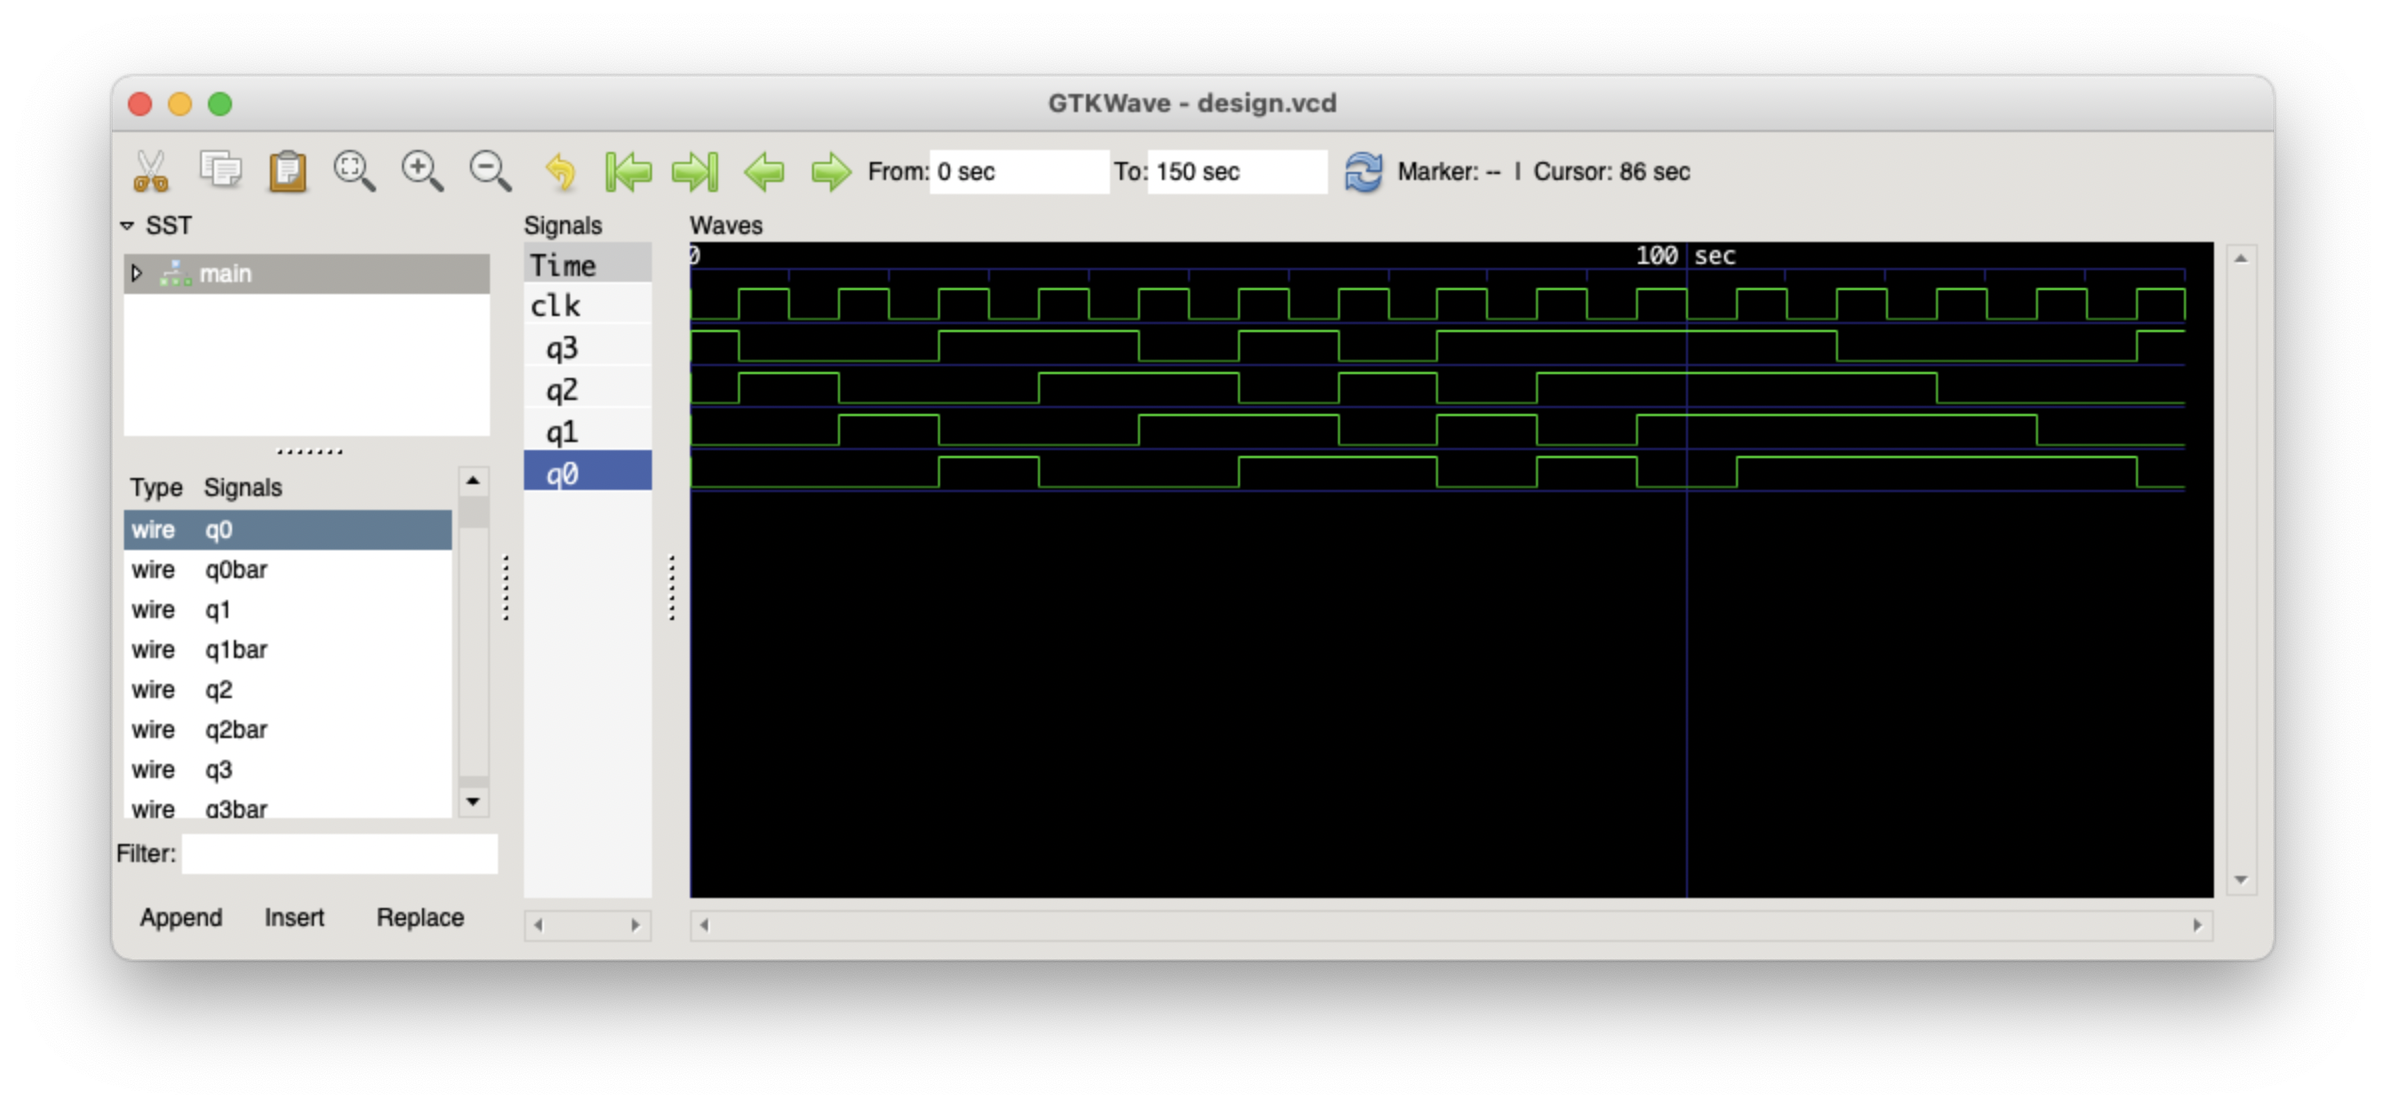 GTKWave - design.vcd
From: 0 sec To: 150 sec Marker: -- | Cursor: 86 sec
SST
main
Type Signals
wire q0
wire q0bar
wire q1
wire q1bar
wire q2
wire q2bar
wire q3
wire q3bar
Filter:
Append Insert Replace
Signals
Time
clk
q3
q2
q1
q0
Waves
0 100 sec